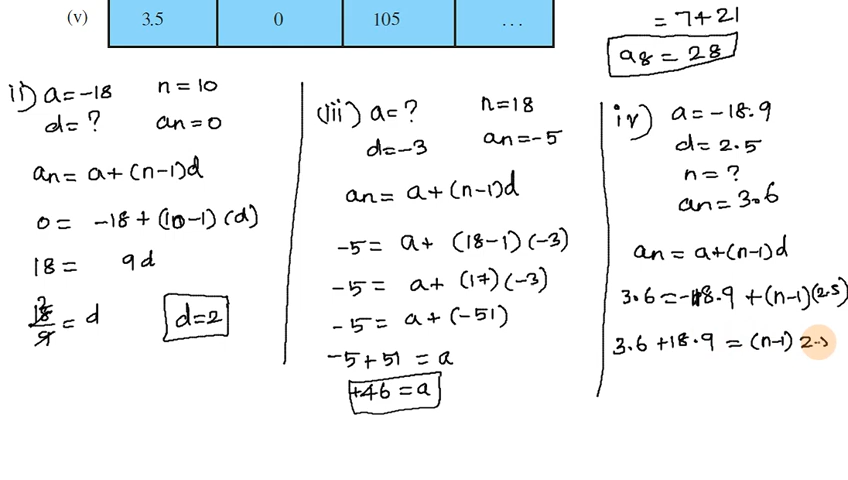 (v) 3.5 0 105 ...
= 7+21
a8 = 28
ii) a = -18 n = 10
d = ? an = 0
an = a + (n-1)d
0 = -18 + (10-1) (d)
18 = 9d
2
18/9 = d d=2
(iii) a = ? n = 18
d = -3 an = -5
an = a + (n-1)d
-5 = a + (18-1) (-3)
-5 = a + (17) (-3)
-5 = a + (-51)
-5 + 51 = a
+46 = a
iv) a = -18.9
d = 2.5
n = ?
an = 3.6
an = a+(n-1)d
3.6 = -18.9 + (n-1)(2.5)
3.6 + 18.9 = (n-1) 2.